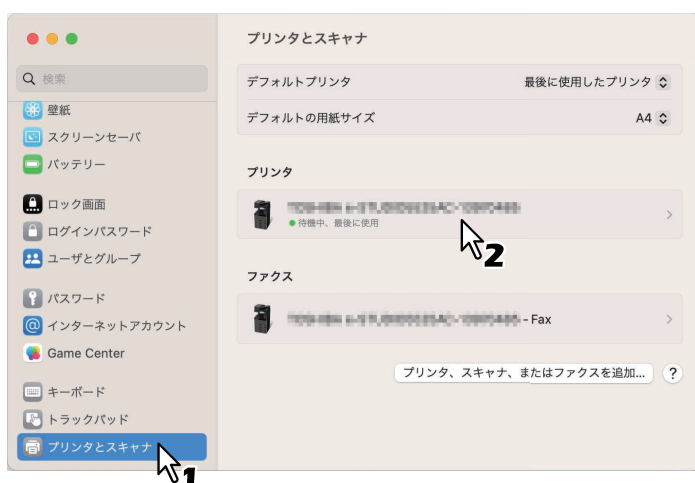 プリンタとスキャナ
検索
壁紙
スクリーンセーバ
バッテリー
ロック画面
ログインパスワード
ユーザとグループ
パスワード
インターネットアカウント
Game Center
キーボード
トラックパッド
プリンタとスキャナ
1
デフォルトプリンタ 最後に使用したプリンタ
デフォルトの用紙サイズ A4
プリンタ
待機中、最後に使用
2
ファクス
- Fax
プリンタ、スキャナ、またはファクスを追加... ?